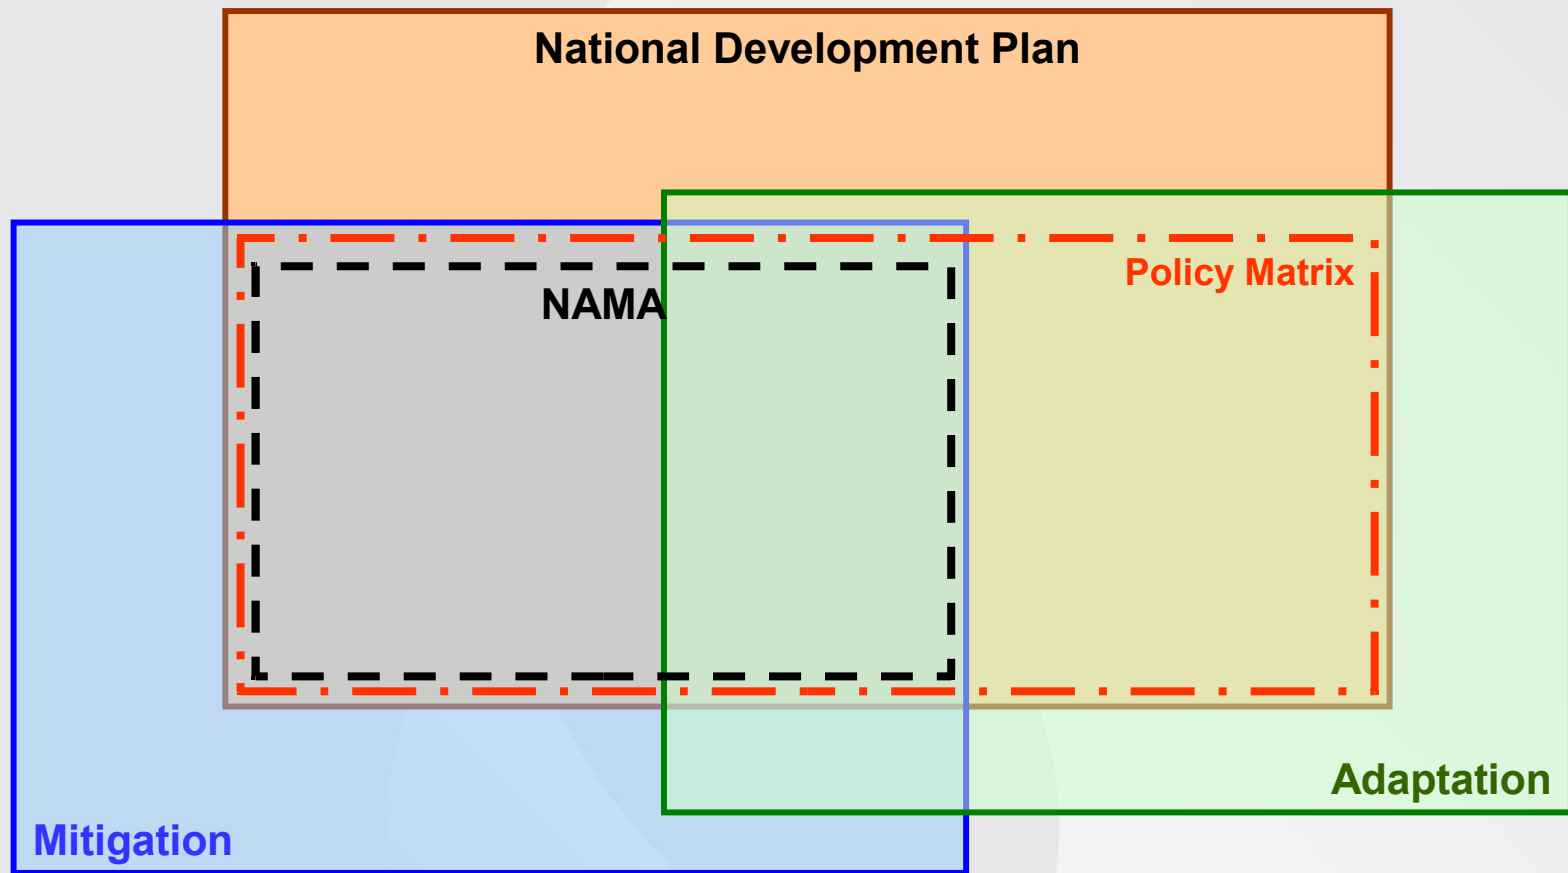 National Development Plan
Policy Matrix
NAMA
Adaptation
Mitigation